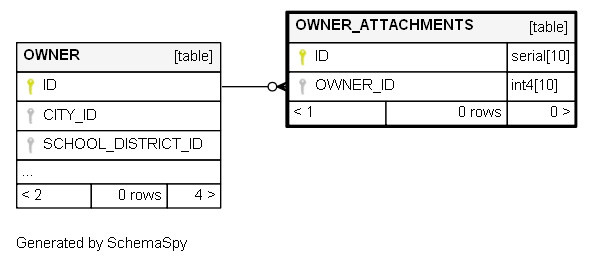 OWNER [table]
ID
CITY_ID
SCHOOL_DISTRICT_ID
...
< 2 0 rows 4 >
OWNER_ATTACHMENTS [table]
ID serial[10]
OWNER_ID int4[10]
< 1 0 rows 0 >
Generated by SchemaSpy